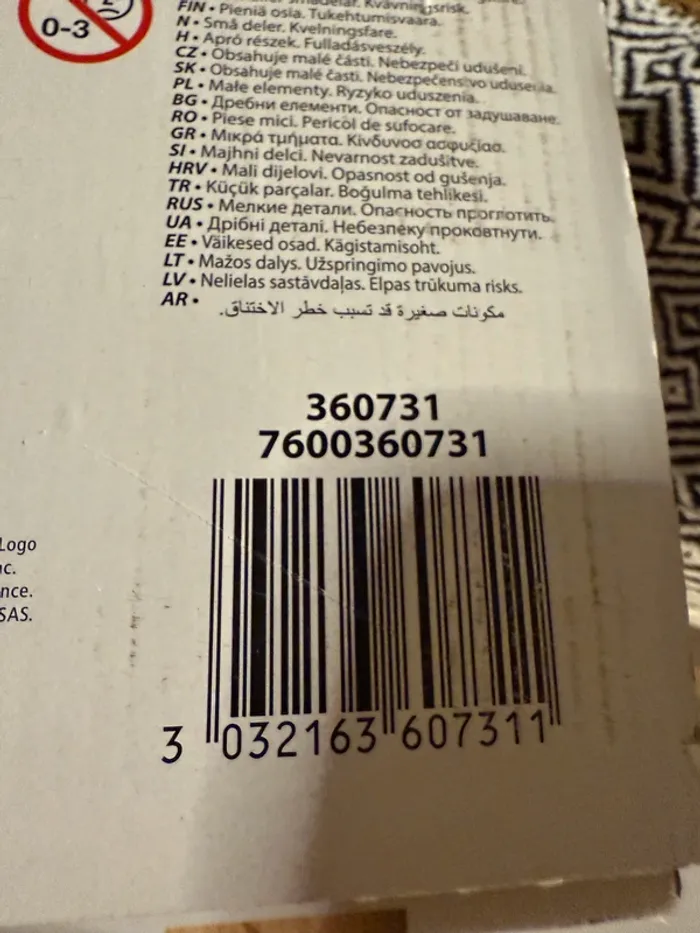 0-3
Kvävningsrisk.
FIN • Pieniä osia. Tukehtumisvaara.
N • Små deler. Kvelningsfare.
H • Apró részek. Fulladásveszély.
CZ • Obsahuje malé části. Nebezpečí udušení.
SK • Obsahuje malé časti. Nebezpečenstvo udusenia.
PL • Małe elementy. Ryzyko uduszenia.
BG • Дребни елементи. Опасност от задушаване.
RO • Piese mici. Pericol de sufocare.
GR • Μικρά τμήματα. Κίνδυνοσ ασφυξίασ.
SI • Majhni delci. Nevarnost zadušitve.
HRV • Mali dijelovi. Opasnost od gušenja.
TR • Küçük parçalar. Boğulma tehlikesi.
RUS • Мелкие детали. Опасность проглотить.
UA • Дрібні деталі. Небезпеку проковтнути.
EE • Väikesed osad. Kägistamisoht.
LT • Mažos dalys. Užspringimo pavojus.
LV • Nelielas sastāvdaļas. Elpas trūkuma risks.
AR • مكونات صغيرة قد تسبب خطر الاختناق.
360731
7600360731
Logo
nc.
nce.
SAS.
3 032163 607311